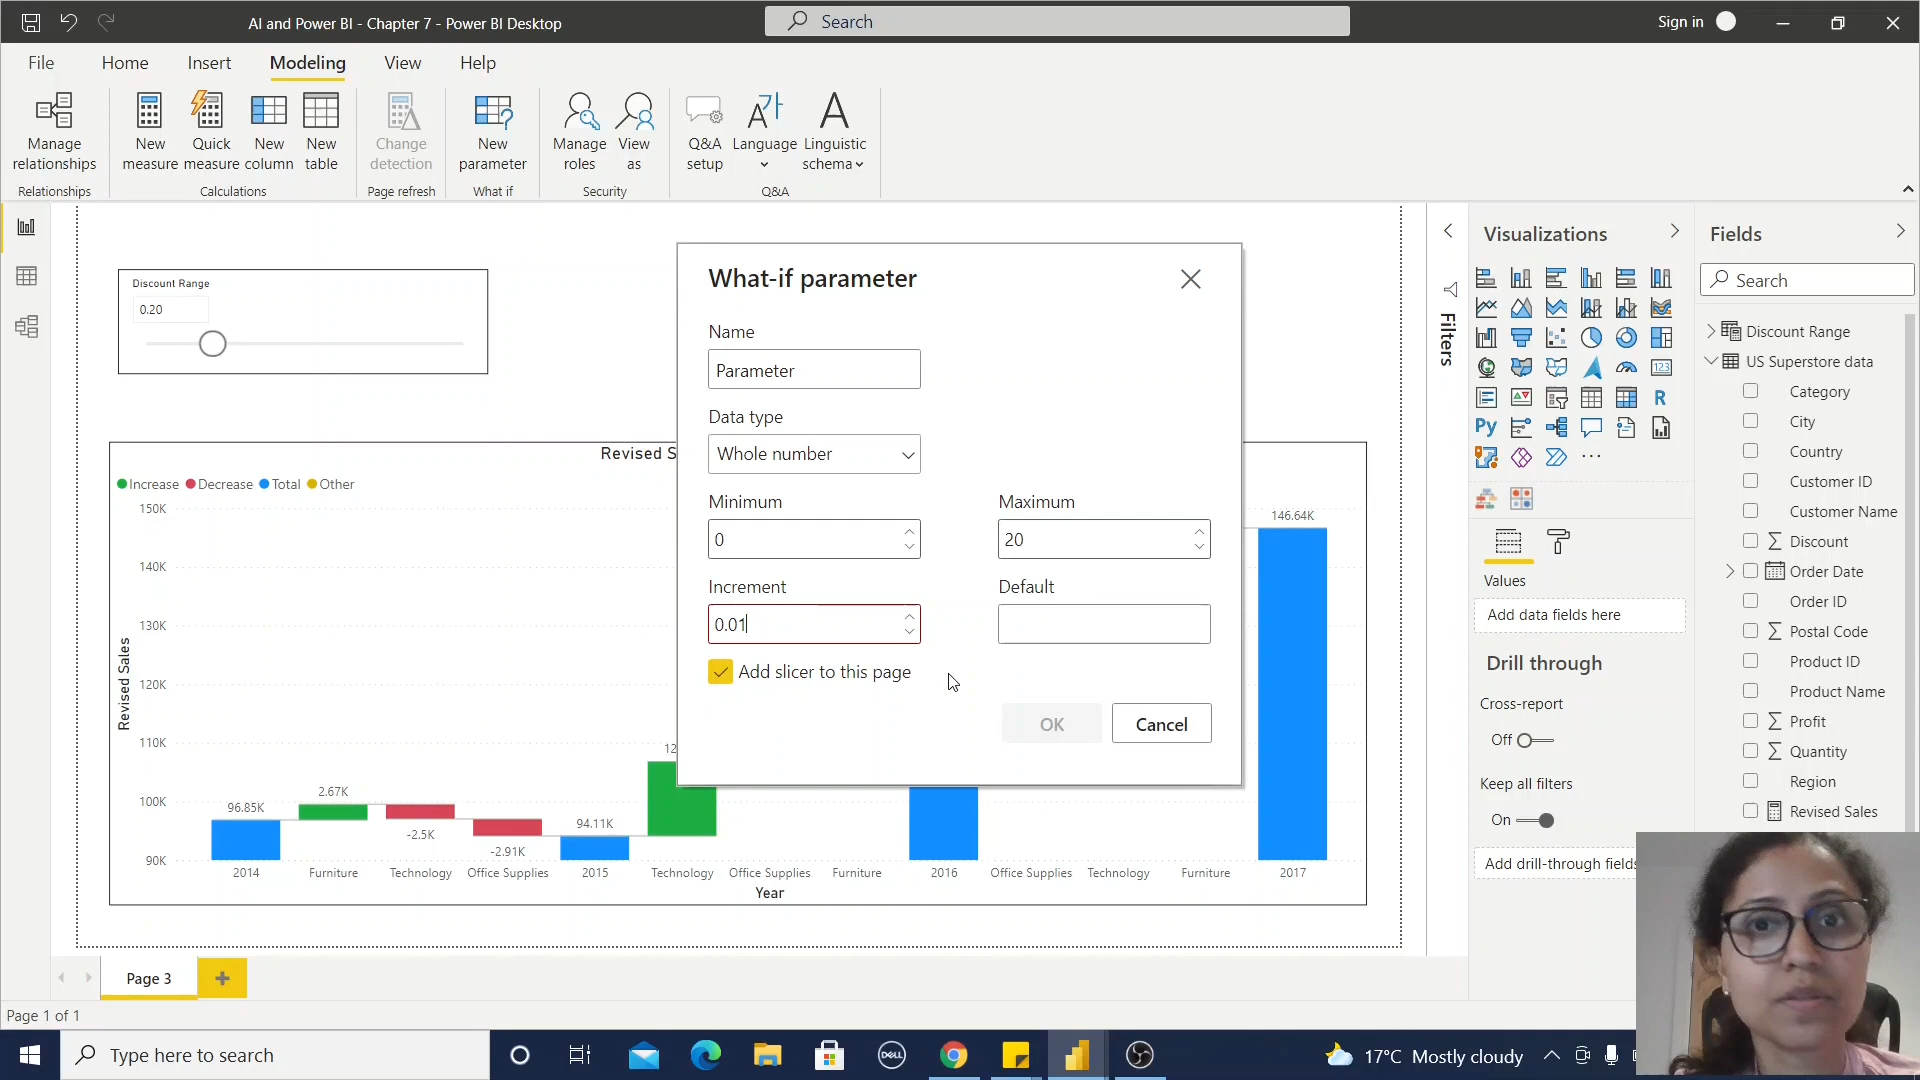 AI and Power BI - Chapter 7 - Power BI Desktop
Search
Sign in
File
Home
Insert
Modeling
View
Help
Manage relationships
New measure
Quick measure
New column
New table
Change detection
New parameter
Manage roles
View as
Q&A setup
Language
Linguistic schema
Relationships
Calculations
Page refresh
What if
Security
Q&A
Discount Range
0.20
Revised S
Increase
Decrease
Total
Other
150K
140K
130K
120K
110K
100K
90K
Revised Sales
96.85K
2.67K
-2.5K
-2.91K
94.11K
12
146.64K
2014
Furniture
Technology
Office Supplies
2015
Technology
Office Supplies
Furniture
2016
Office Supplies
Technology
Furniture
2017
Year
What-if parameter
Name
Parameter
Data type
Whole number
Minimum
Maximum
0
20
Increment
Default
0.01
Add slicer to this page
OK
Cancel
Filters
Visualizations
R
Py
123
Values
Add data fields here
Drill through
Cross-report
Off
Keep all filters
On
Add drill-through fields
Fields
Search
Discount Range
US Superstore data
Category
City
Country
Customer ID
Customer Name
Discount
Order Date
Order ID
Postal Code
Product ID
Product Name
Profit
Quantity
Region
Revised Sales
Page 3
Page 1 of 1
Type here to search
DELL
17°C Mostly cloudy